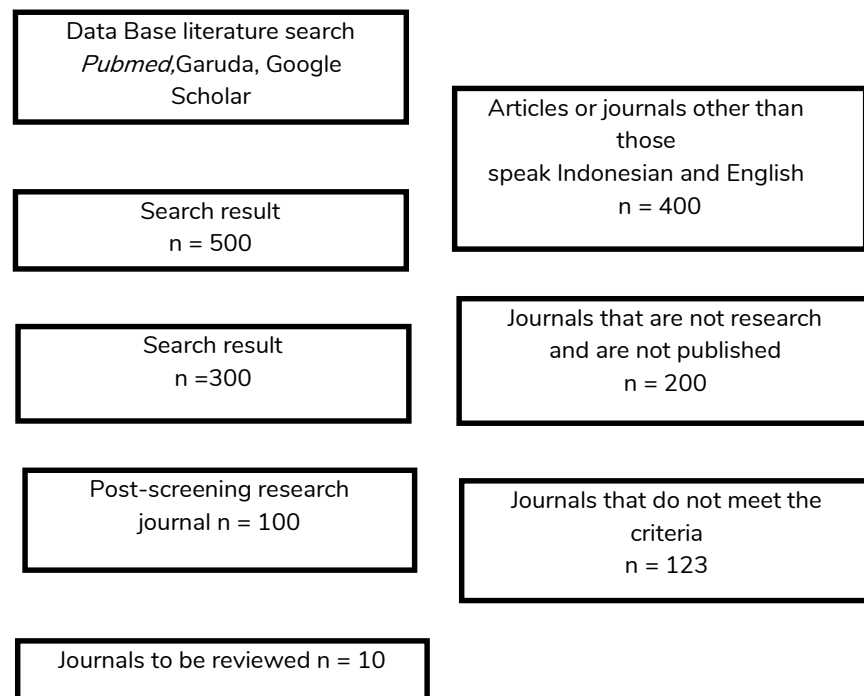 Data Base literature search
Pubmed,Garuda, Google
Scholar
Articles or journals other than
those
speak Indonesian and English
n = 400
Search result
n = 500
Journals that are not research
and are not published
n = 200
Search result
n =300
Post-screening research
journal n = 100
Journals that do not meet the
criteria
n = 123
Journals to be reviewed n = 10